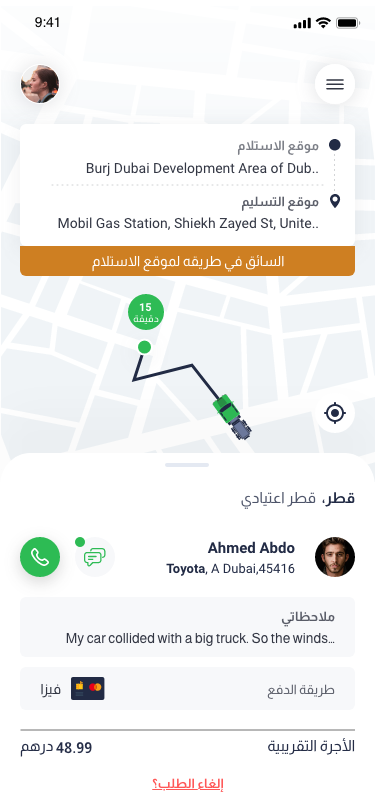 9:41
موقع الاستلام
Burj Dubai Development Area of Dub..
موقع التسليم
Mobil Gas Station, Shiekh Zayed St, Unite..
السائق في طريقه لموقع الاستلام
15
دقيقة
قطر، قطر اعتيادي
Ahmed Abdo
Toyota, A Dubai,45416
ملاحظاتي
My car collided with a big truck. So the winds...
طريقة الدفع
فيزا
الأجرة التقريبية
48.99 درهم
إلغاء الطلب؟